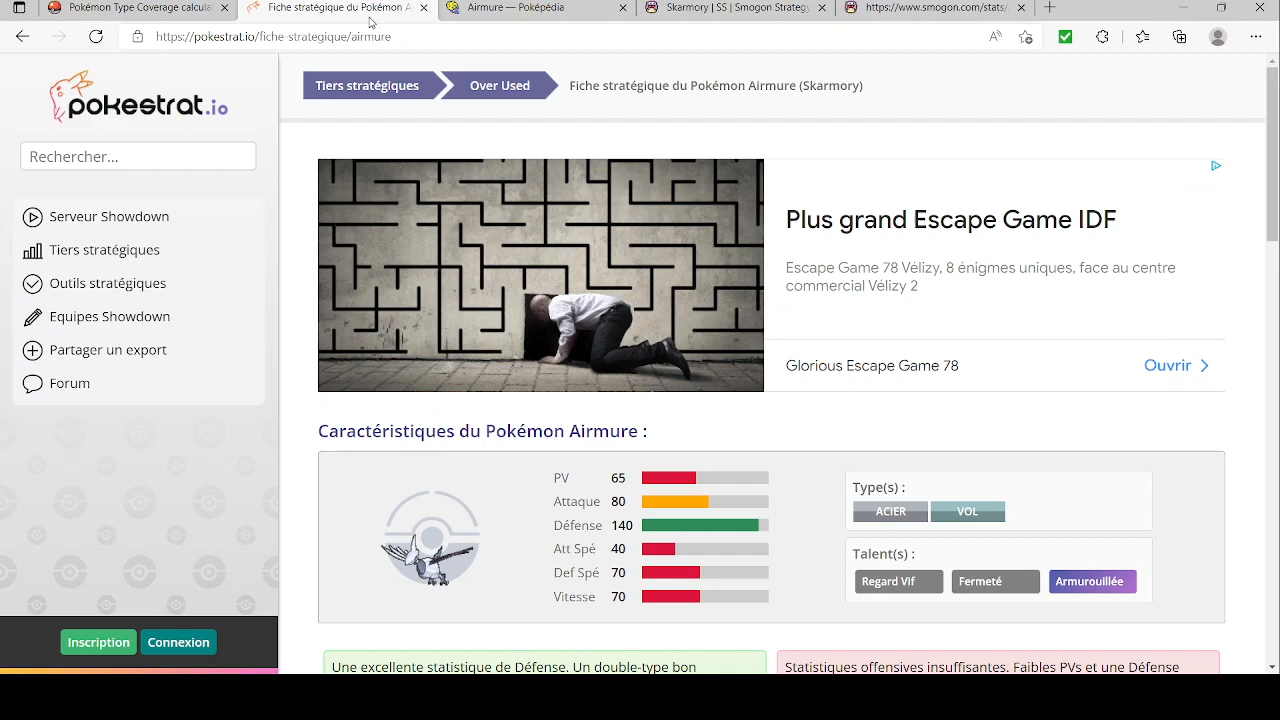 Pokémon Type Coverage calcula
Fiche stratégique du Pokémon A
Airmure — Poképédia
Skarmory | SS | Smogon Strategy
https://www.smogon.com/stats/
https://pokestrat.io/fiche-strategique/airmure
pokestrat.io
Rechercher...
Serveur Showdown
Tiers stratégiques
Outils stratégiques
Equipes Showdown
Partager un export
Forum
Inscription
Connexion
Tiers stratégiques
Over Used
Fiche stratégique du Pokémon Airmure (Skarmory)
Plus grand Escape Game IDF
Escape Game 78 Vélizy, 8 énigmes uniques, face au centre
commercial Vélizy 2
Glorious Escape Game 78
Ouvrir
Caractéristiques du Pokémon Airmure :
PV 65
Attaque 80
Défense 140
Att Spé 40
Def Spé 70
Vitesse 70
Type(s) :
ACIER
VOL
Talent(s) :
Regard Vif
Fermeté
Armurouillée
Une excellente statistique de Défense. Un double-type bon
Statistiques offensives insuffisantes. Faibles PVs et une Défense